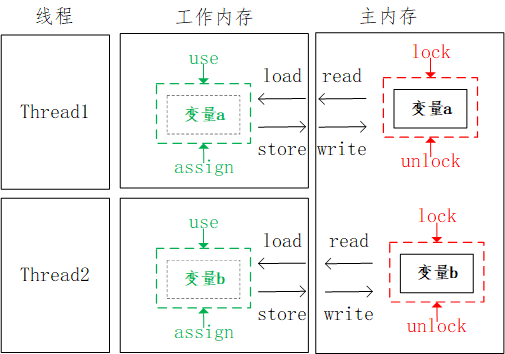 线程 工作内存 主内存
use lock
load read
Thread1 变量a 变量a
store write
assign unlock
use lock
load read
Thread2 变量b 变量b
store write
assign unlock